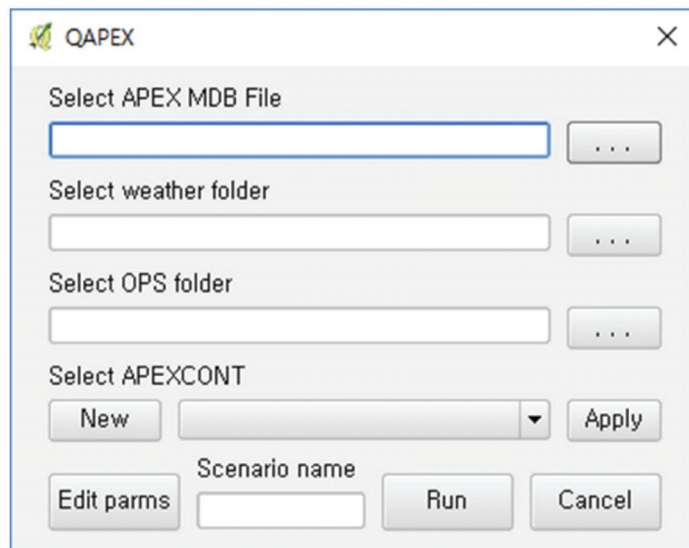 QAPEX
Select APEX MDB File
...
Select weather folder
...
Select OPS folder
...
Select APEXCONT
New
Apply
Edit parms
Scenario name
Run
Cancel